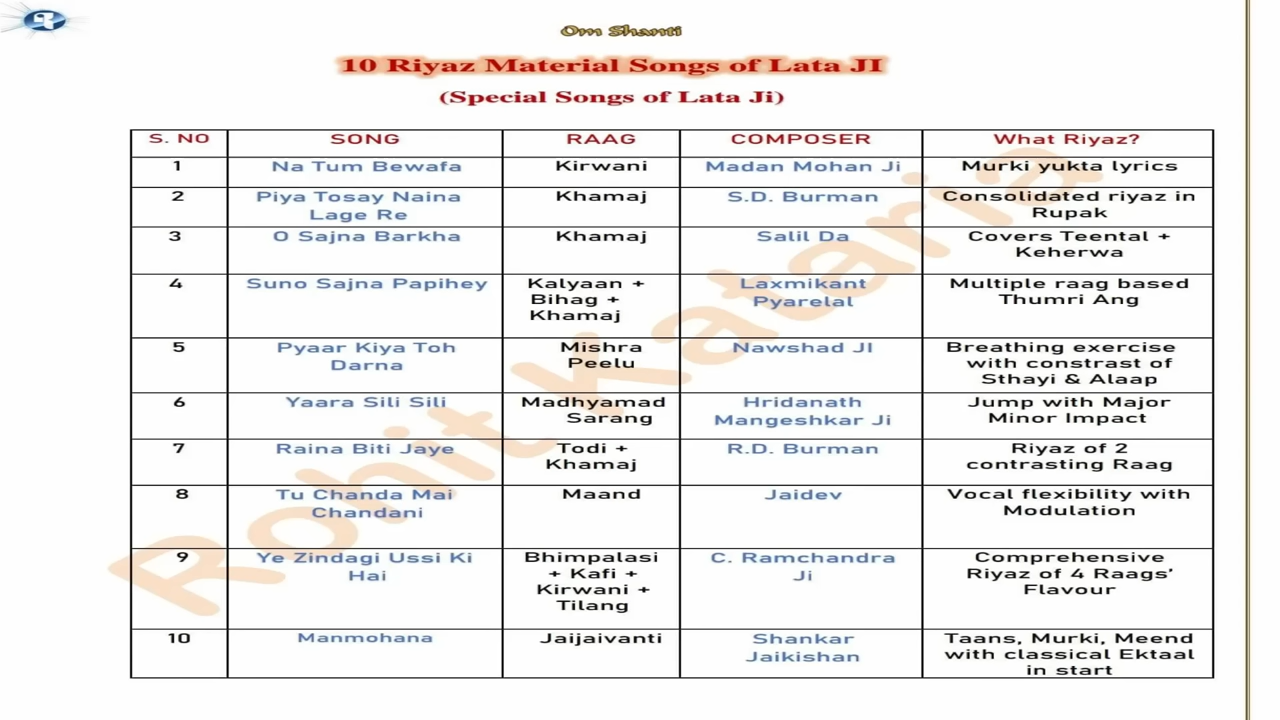 Om Shanti
10 Riyaz Material Songs of Lata JI
(Special Songs of Lata Ji)
S. NO SONG RAAG COMPOSER What Riyaz?
1 Na Tum Bewafa Kirwani Madan Mohan Ji Murki yukta lyrics
2 Piya Tosay Naina Lage Re Khamaj S.D. Burman Consolidated riyaz in Rupak
3 O Sajna Barkha Khamaj Salil Da Covers Teental + Keherwa
4 Suno Sajna Papihey Kalyaan + Bihag + Khamaj Laxmikant Pyarelal Multiple raag based Thumri Ang
5 Pyaar Kiya Toh Darna Mishra Peelu Nawshad JI Breathing exercise with constrast of Sthayi & Alaap
6 Yaara Sili Sili Madhyamad Sarang Hridanath Mangeshkar Ji Jump with Major Minor Impact
7 Raina Biti Jaye Todi + Khamaj R.D. Burman Riyaz of 2 contrasting Raag
8 Tu Chanda Mai Chandani Maand Jaidev Vocal flexibility with Modulation
9 Ye Zindagi Ussi Ki Hai Bhimpalasi + Kafi + Kirwani + Tilang C. Ramchandra Ji Comprehensive Riyaz of 4 Raags' Flavour
10 Manmohana Jaijaivanti Shankar Jaikishan Taans, Murki, Meend with classical Ektaal in start
Rohit Kataria